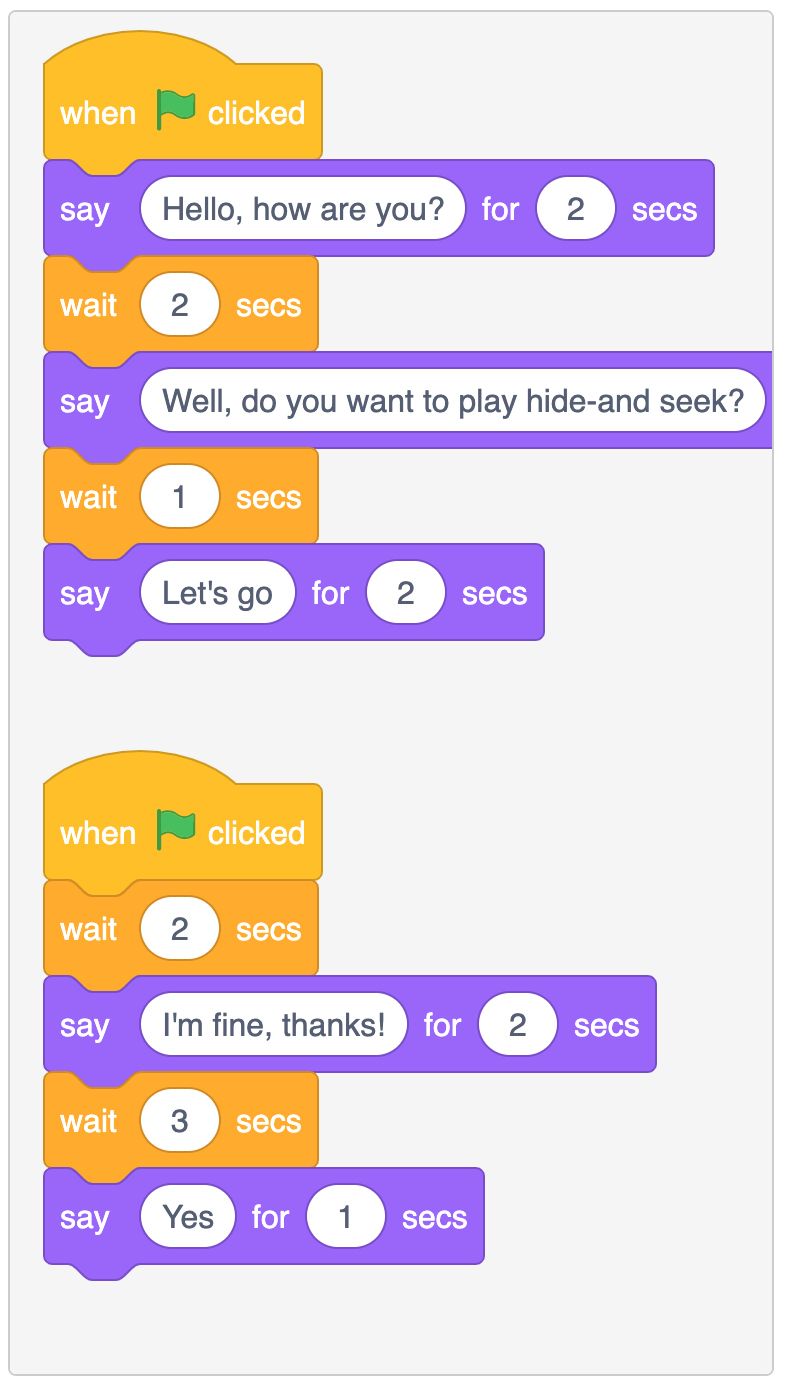 when clicked
say Hello, how are you? for 2 secs
wait 2 secs
say Well, do you want to play hide-and seek?
wait 1 secs
say Let's go for 2 secs
when clicked
wait 2 secs
say I'm fine, thanks! for 2 secs
wait 3 secs
say Yes for 1 secs